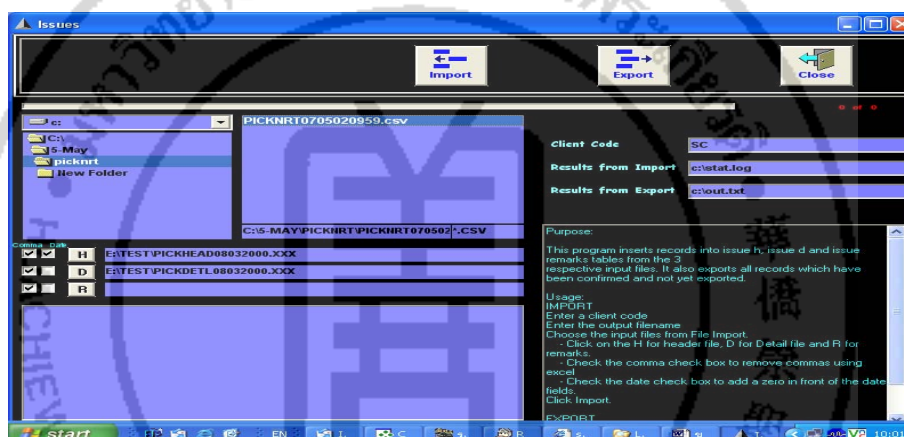 Issues
Import
Export
Close
0 of 0
c:
C:\
5-May
picknrt
New Folder
PICKNRT0705020959.csv
C:\5-MAY\PICKNRT\PICKNRT070502*.CSV
Client Code
SC
Results from Import
c:\stat.log
Results from Export
c:\out.txt
Comma Date
H
E:\TEST\PICKHEAD08032000.XXX
D
E:\TEST\PICKDETL08032000.XXX
R
Purpose:
This program inserts records into issue h, issue d and issue
remarks tables from the 3
respective input files. It also exports all records which have
been confirmed and not yet exported.
Usage:
IMPORT
Enter a client code
Enter the output filename
Choose the input files from File Import.
- Click on the H for header file, D for Detail file and R for
remarks.
- Check the comma check box to remove commas using
excel
- Check the date check box to add a zero in front of the date
fields.
Click Import.
EXPORT
start
EN
10:01